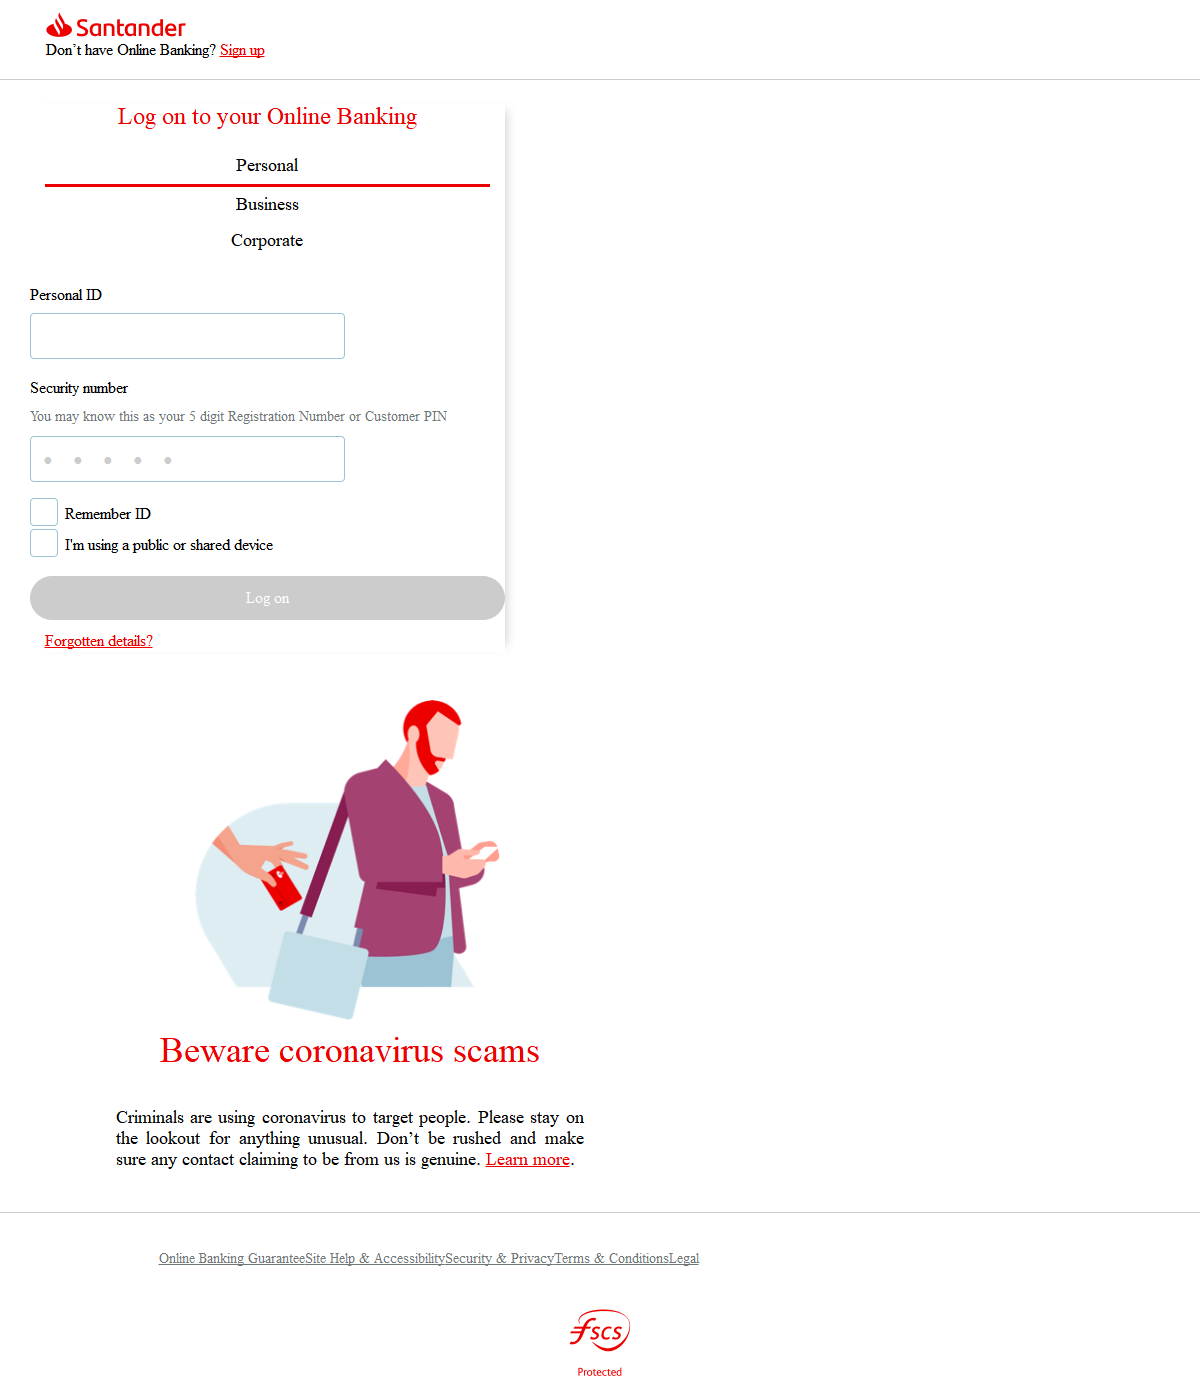 Santander
Don’t have Online Banking? Sign up
Log on to your Online Banking
Personal
Business
Corporate
Personal ID
Security number
You may know this as your 5 digit Registration Number or Customer PIN
Remember ID
I'm using a public or shared device
Log on
Forgotten details?
Beware coronavirus scams
Criminals are using coronavirus to target people. Please stay on
the lookout for anything unusual. Don’t be rushed and make
sure any contact claiming to be from us is genuine. Learn more.
Online Banking GuaranteeSite Help & AccessibilitySecurity & PrivacyTerms & ConditionsLegal
fscs
Protected